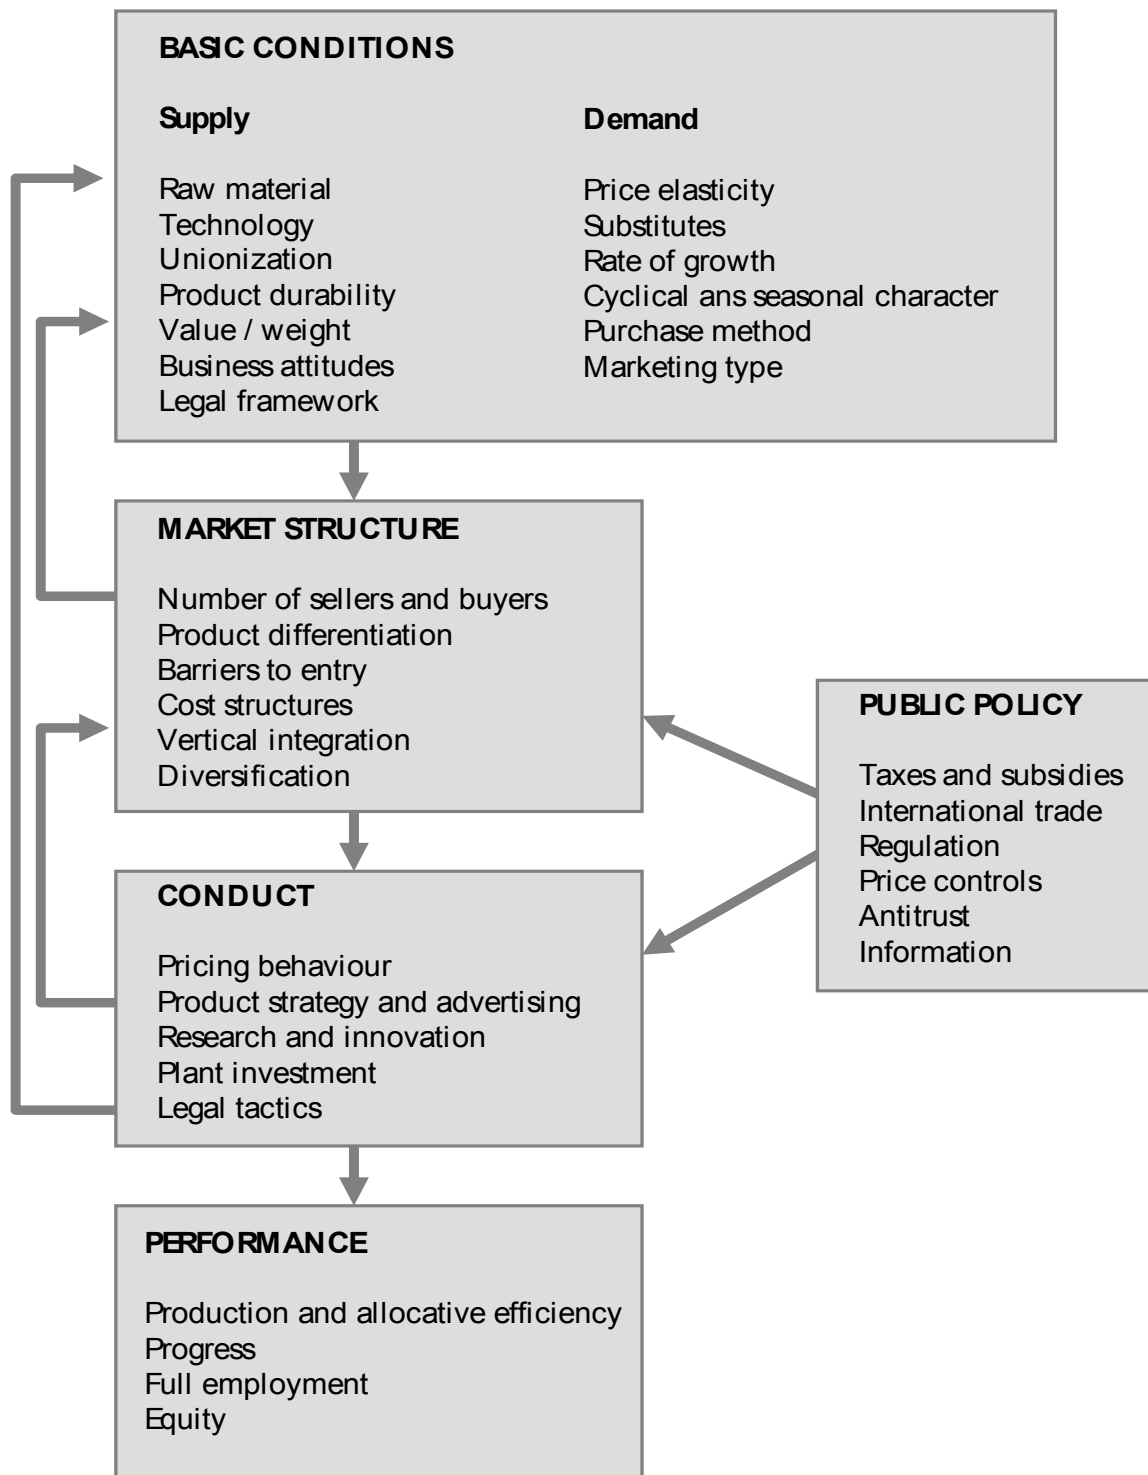 BASIC CONDITIONS
Supply
Raw material
Technology
Unionization
Product durability
Value / weight
Business attitudes
Legal framework
Demand
Price elasticity
Substitutes
Rate of growth
Cyclical ans seasonal character
Purchase method
Marketing type
MARKET STRUCTURE
Number of sellers and buyers
Product differentiation
Barriers to entry
Cost structures
Vertical integration
Diversification
PUBLIC POLICY
Taxes and subsidies
International trade
Regulation
Price controls
Antitrust
Information
CONDUCT
Pricing behaviour
Product strategy and advertising
Research and innovation
Plant investment
Legal tactics
PERFORMANCE
Production and allocative efficiency
Progress
Full employment
Equity